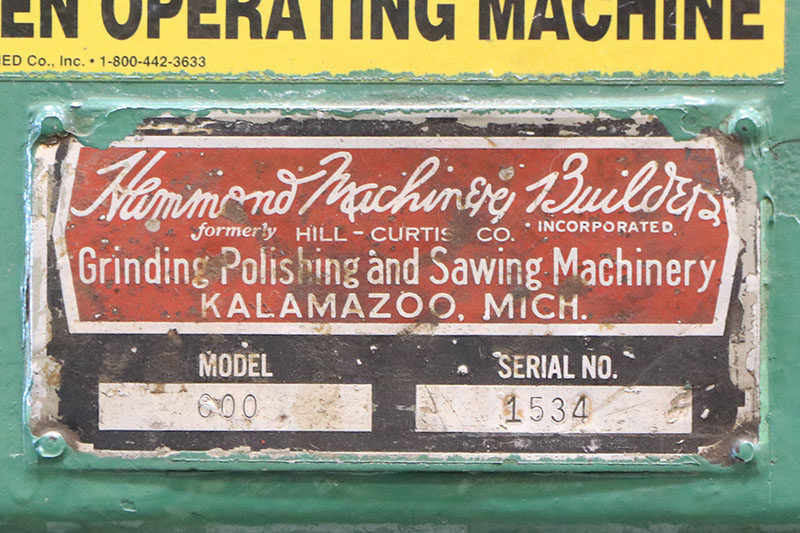 EN OPERATING MACHINE
MED Co., Inc. • 1-800-442-3633
Hammond Machinery Builders
formerly HILL-CURTIS CO. INCORPORATED.
Grinding Polishing and Sawing Machinery
KALAMAZOO, MICH.
MODEL SERIAL NO.
600 1534